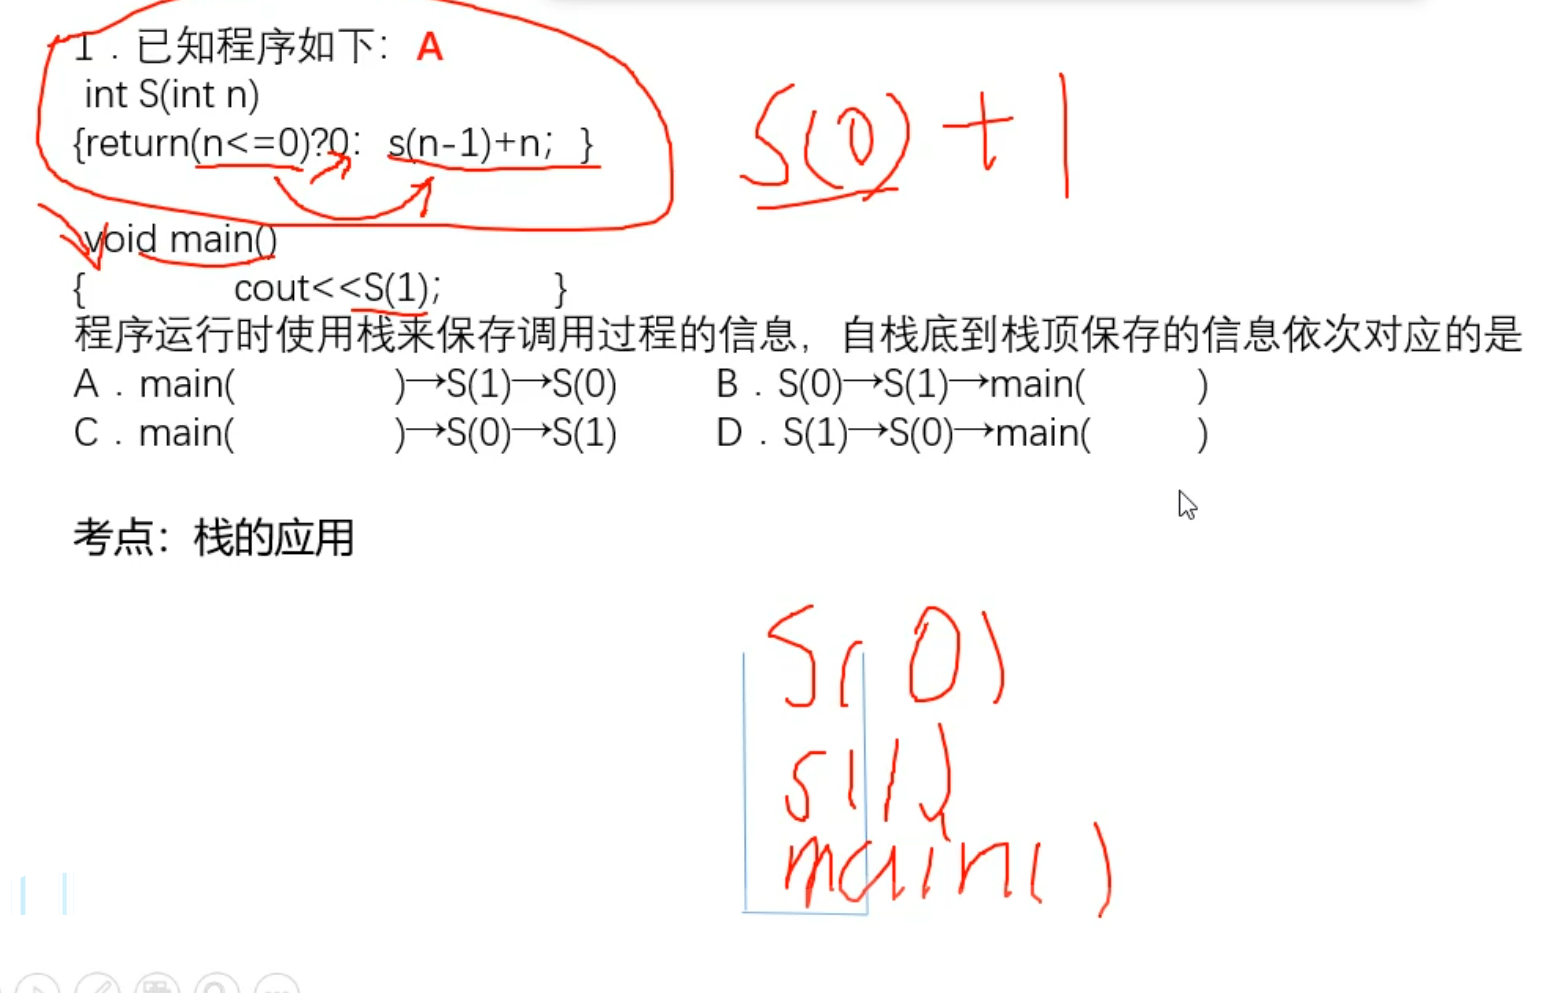 1．已知程序如下：A
int S(int n)
{return(n<=0)?0: s(n-1)+n; }
S(0)+1
void main()
{ cout<<S(1); }
程序运行时使用栈来保存调用过程的信息，自栈底到栈顶保存的信息依次对应的是
A．main( )→S(1)→S(0) B．S(0)→S(1)→main( )
C．main( )→S(0)→S(1) D．S(1)→S(0)→main( )
考点：栈的应用
S(0)
S(1)
main()